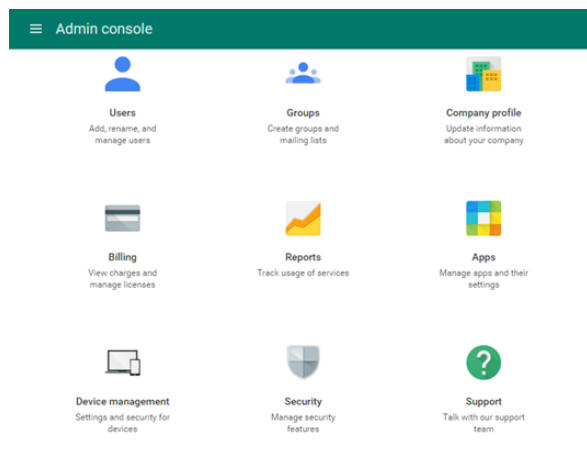 Admin console
Users
Add, rename, and
manage users
Groups
Create groups and
mailing lists
Company profile
Update information
about your company
Billing
View charges and
manage licenses
Reports
Track usage of services
Apps
Manage apps and their
settings
Device management
Settings and security for
devices
Security
Manage security
features
Support
Talk with our support
team